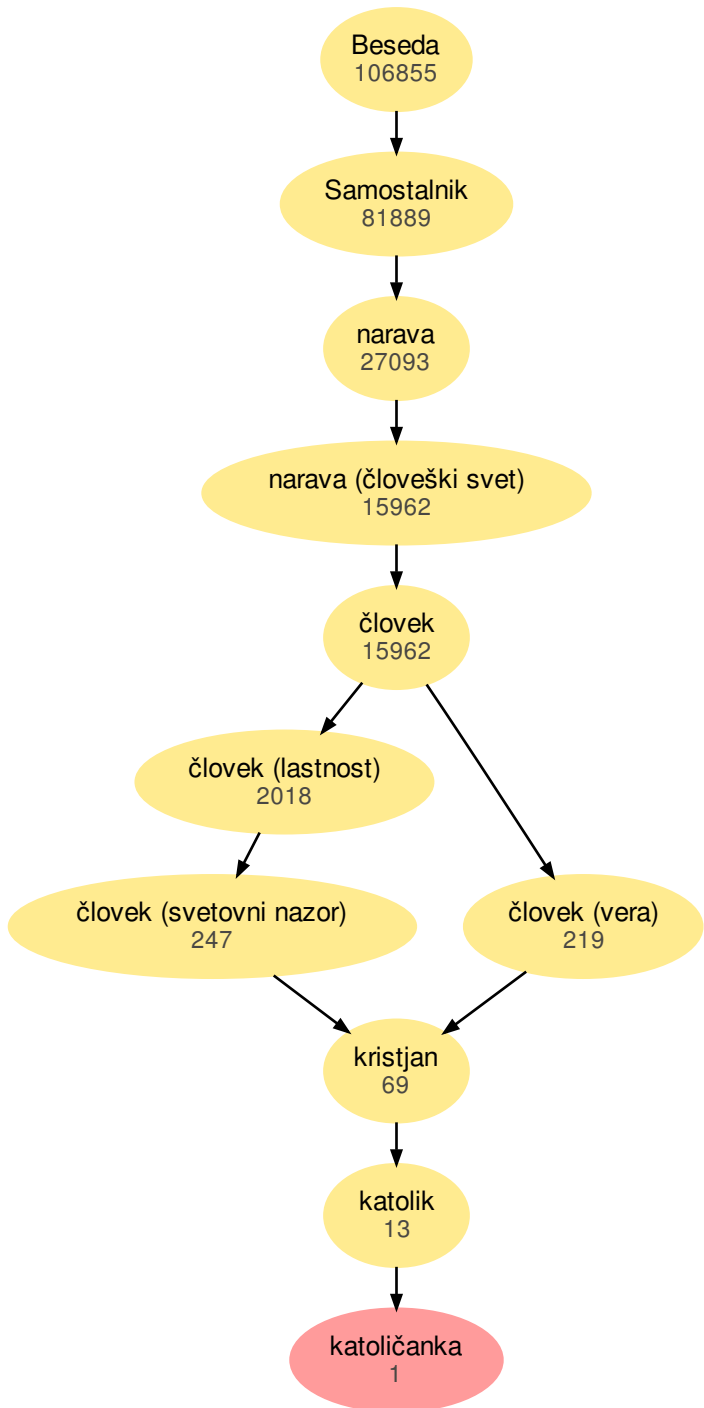 Beseda
106855
Samostalnik
81889
narava
27093
narava (človeški svet)
15962
človek
15962
človek (lastnost)
2018
človek (svetovni nazor)
247
človek (vera)
219
kristjan
69
katolik
13
katoličanka
1